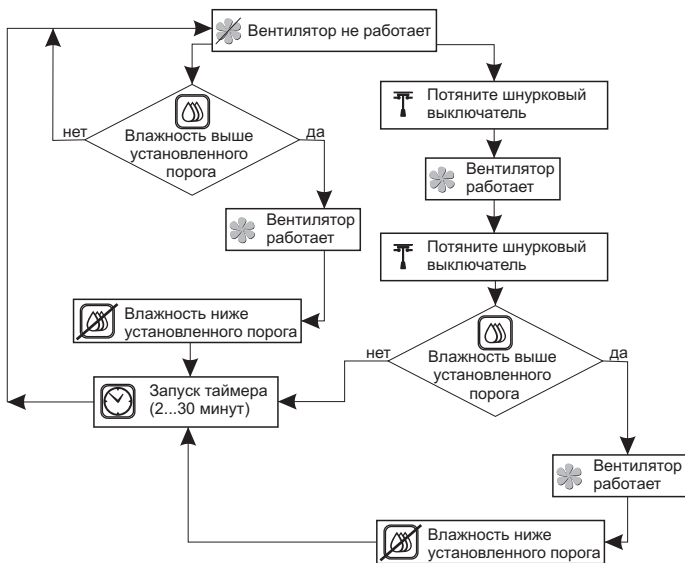 Вентилятор не работает
нет
Влажность выше
установленного
порога
да
Вентилятор
работает
Влажность ниже
установленного порога
Запуск таймера
(2...30 минут)
Потяните шнурковый
выключатель
Вентилятор
работает
Потяните шнурковый
выключатель
нет
Влажность выше
установленного
порога
да
Вентилятор
работает
Влажность ниже
установленного порога